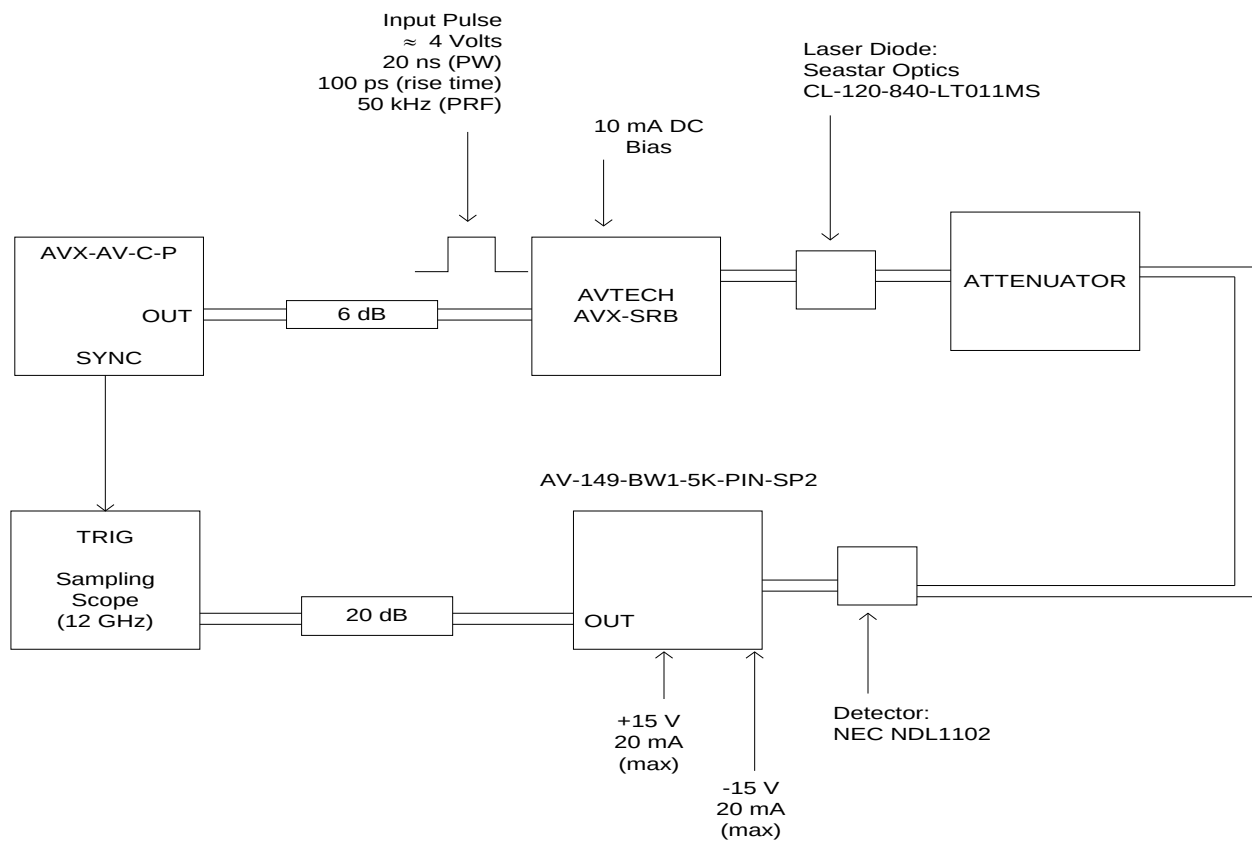 Input Pulse
≈ 4 Volts
20 ns (PW)
100 ps (rise time)
50 kHz (PRF)
Laser Diode:
Seastar Optics
CL-120-840-LT011MS
10 mA DC
Bias
AVX-AV-C-P
OUT
SYNC
6 dB
AVTECH
AVX-SRB
ATTENUATOR
AV-149-BW1-5K-PIN-SP2
TRIG
Sampling
Scope
(12 GHz)
20 dB
OUT
+15 V
20 mA
(max)
-15 V
20 mA
(max)
Detector:
NEC NDL1102